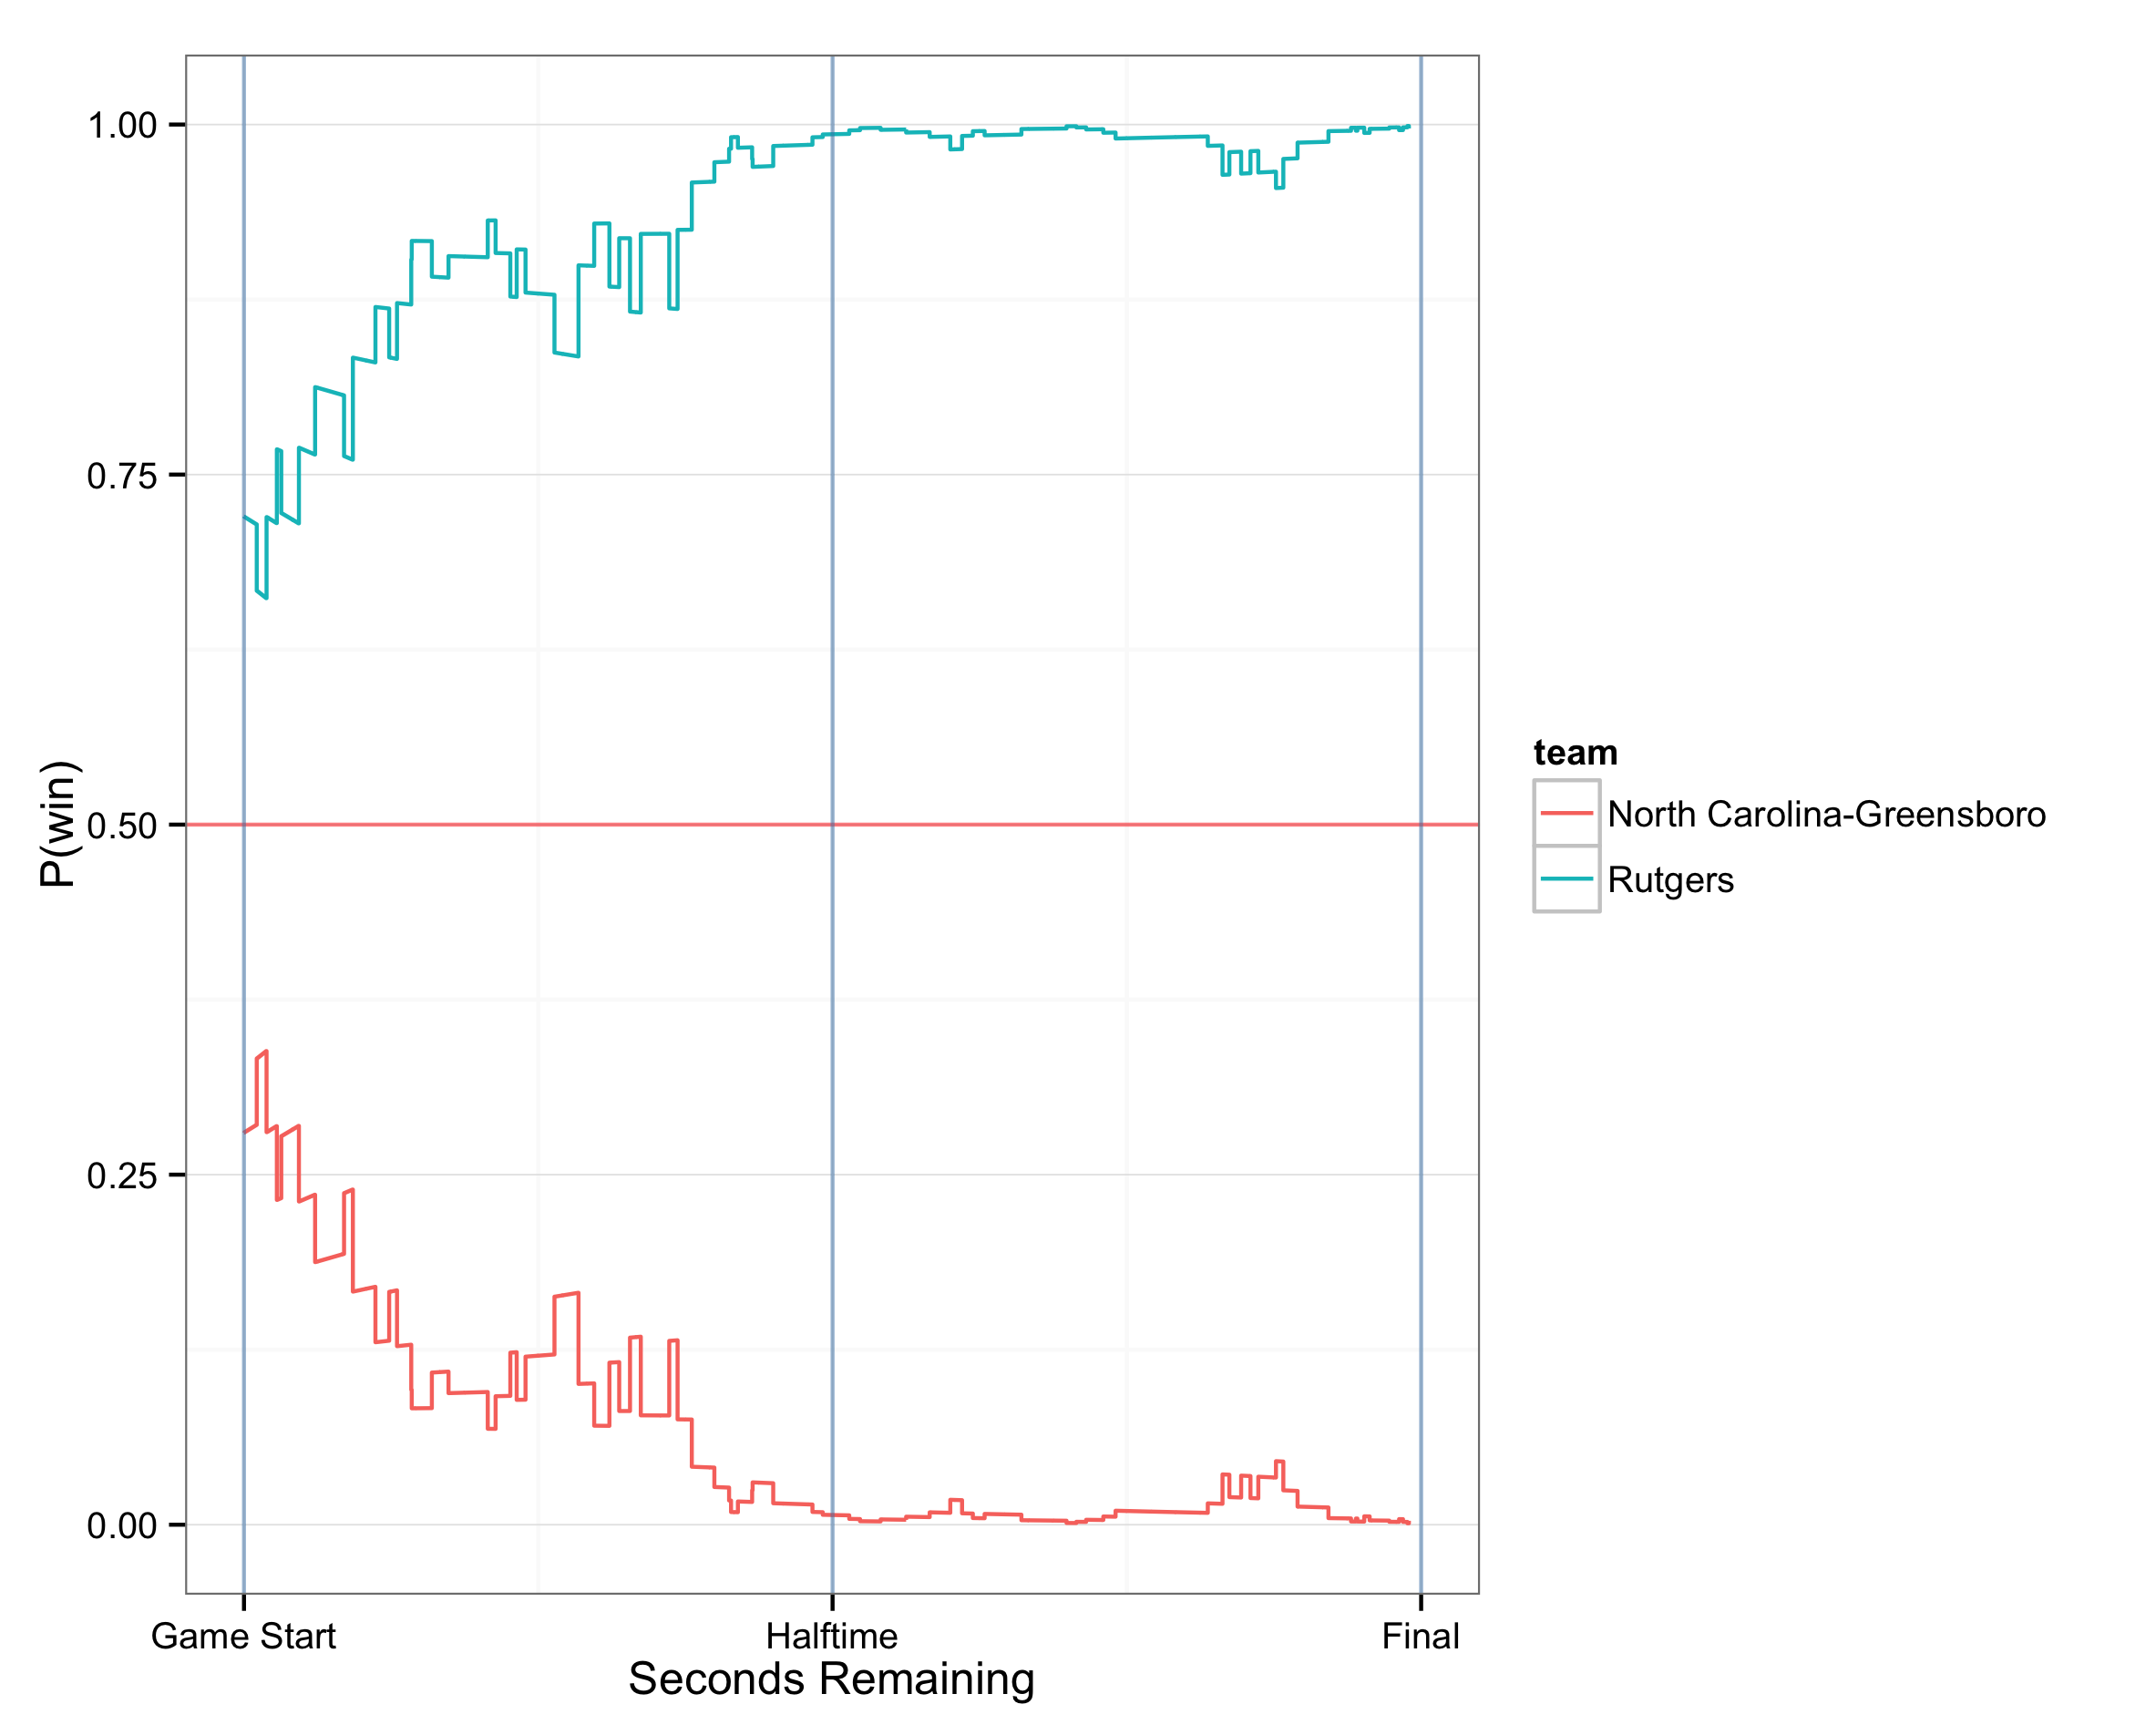 1.00
0.75
0.50
0.25
0.00
P(win)
Game Start
Halftime
Final
Seconds Remaining
team
North Carolina-Greensboro
Rutgers